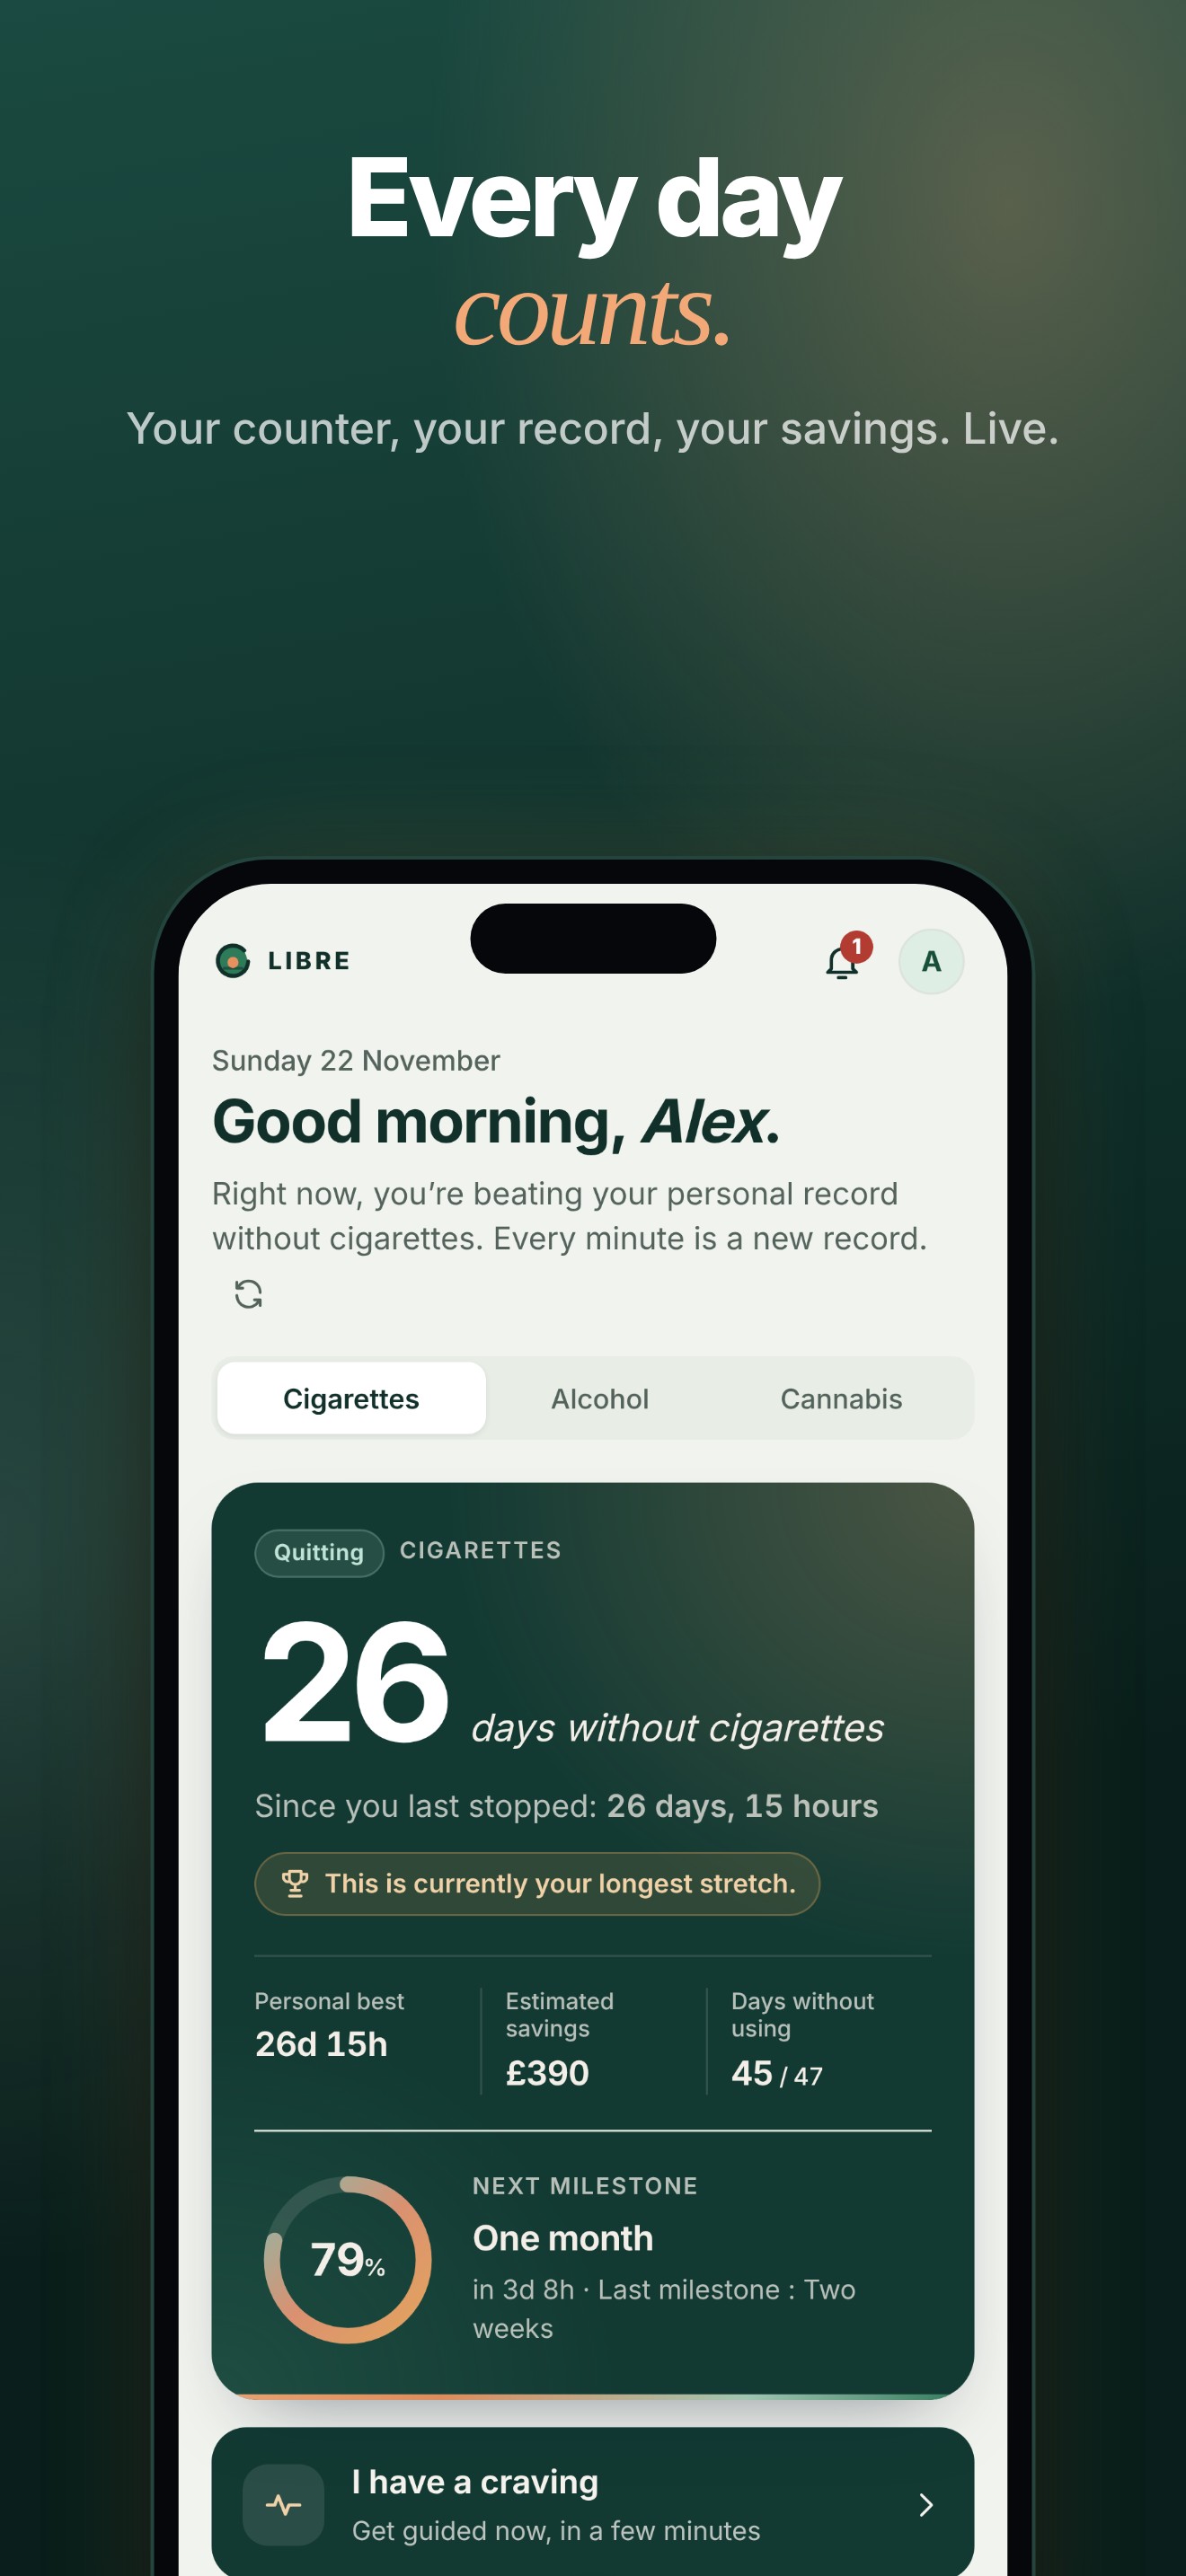 Every day
counts.
Your counter, your record, your savings. Live.
LIBRE
1
A
Sunday 22 November
Good morning, Alex.
Right now, you’re beating your personal record
without cigarettes. Every minute is a new record.
Cigarettes
Alcohol
Cannabis
Quitting
CIGARETTES
26 days without cigarettes
Since you last stopped: 26 days, 15 hours
This is currently your longest stretch.
Personal best
26d 15h
Estimated
savings
£390
Days without
using
45 / 47
79%
NEXT MILESTONE
One month
in 3d 8h · Last milestone : Two
weeks
I have a craving
Get guided now, in a few minutes